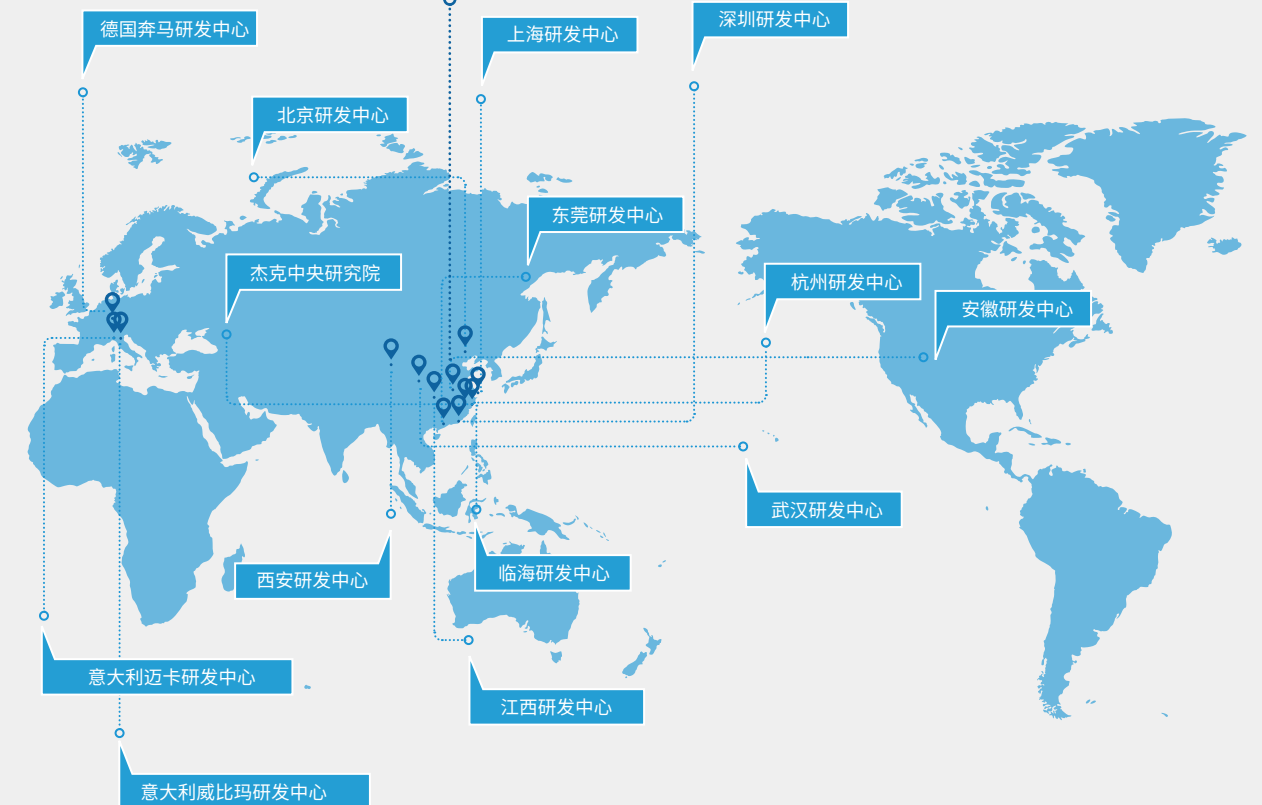 深圳研发中心
德国奔马研发中心
上海研发中心
北京研发中心
东莞研发中心
杰克中央研究院
杭州研发中心
安徽研发中心
武汉研发中心
临海研发中心
西安研发中心
意大利迈卡研发中心
江西研发中心
意大利威比玛研发中心